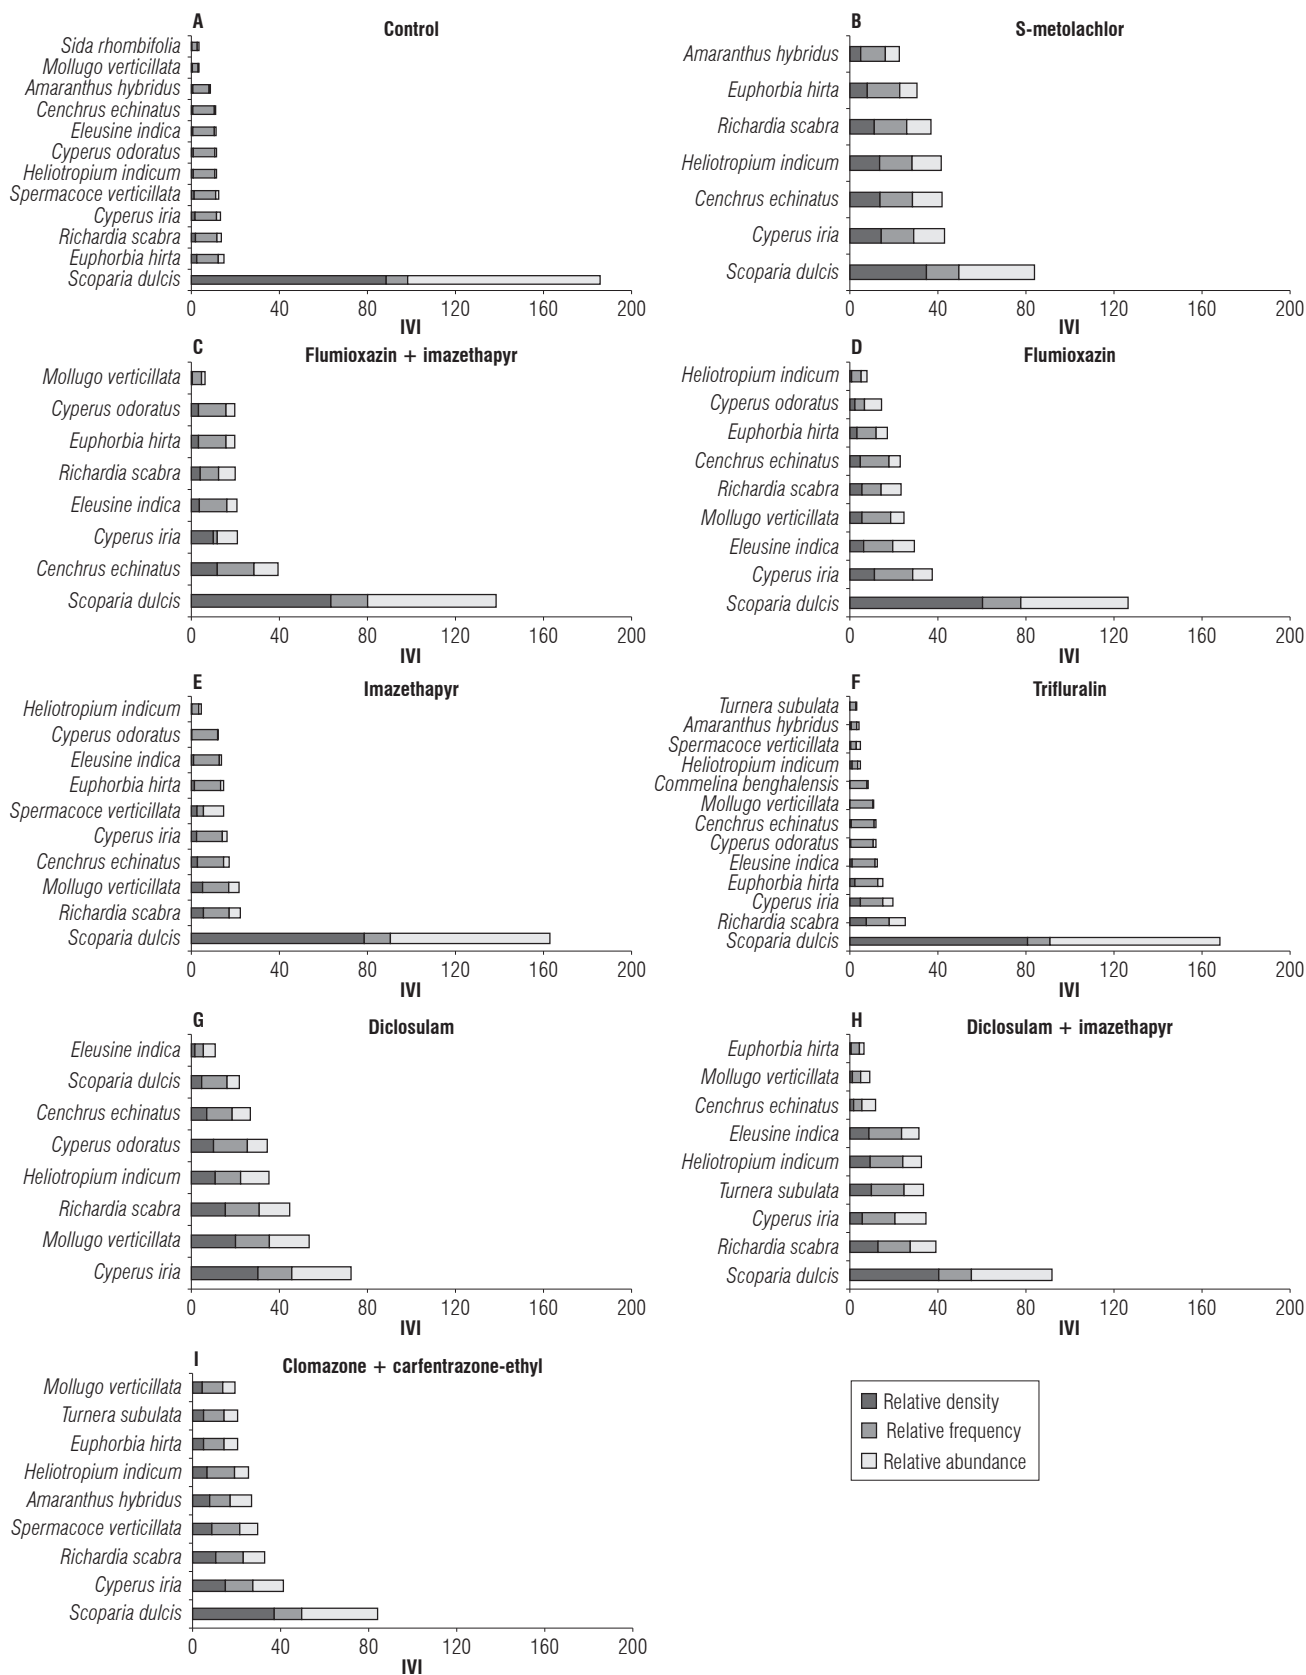 A
Control
Sida rhombifolia
Mollugo verticillata
Amaranthus hybridus
Cenchrus echinatus
Eleusine indica
Cyperus odoratus
Heliotropium indicum
Spermacoce verticillata
Cyperus iria
Richardia scabra
Euphorbia hirta
Scoparia dulcis
0 40 80 120 160 200
IVI
B
S-metolachlor
Amaranthus hybridus
Euphorbia hirta
Richardia scabra
Heliotropium indicum
Cenchrus echinatus
Cyperus iria
Scoparia dulcis
0 40 80 120 160 200
IVI
C
Flumioxazin + imazethapyr
Mollugo verticillata
Cyperus odoratus
Euphorbia hirta
Richardia scabra
Eleusine indica
Cyperus iria
Cenchrus echinatus
Scoparia dulcis
0 40 80 120 160 200
IVI
D
Flumioxazin
Heliotropium indicum
Cyperus odoratus
Euphorbia hirta
Cenchrus echinatus
Richardia scabra
Mollugo verticillata
Eleusine indica
Cyperus iria
Scoparia dulcis
0 40 80 120 160 200
IVI
E
Imazethapyr
Heliotropium indicum
Cyperus odoratus
Eleusine indica
Euphorbia hirta
Spermacoce verticillata
Cyperus iria
Cenchrus echinatus
Mollugo verticillata
Richardia scabra
Scoparia dulcis
0 40 80 120 160 200
IVI
F
Trifluralin
Turnera subulata
Amaranthus hybridus
Spermacoce verticillata
Heliotropium indicum
Commelina benghalensis
Mollugo verticillata
Cenchrus echinatus
Cyperus odoratus
Eleusine indica
Euphorbia hirta
Cyperus iria
Richardia scabra
Scoparia dulcis
0 40 80 120 160 200
IVI
G
Diclosulam
Eleusine indica
Scoparia dulcis
Cenchrus echinatus
Cyperus odoratus
Heliotropium indicum
Richardia scabra
Mollugo verticillata
Cyperus iria
0 40 80 120 160 200
IVI
H
Diclosulam + imazethapyr
Euphorbia hirta
Mollugo verticillata
Cenchrus echinatus
Eleusine indica
Heliotropium indicum
Turnera subulata
Cyperus iria
Richardia scabra
Scoparia dulcis
0 40 80 120 160 200
IVI
I
Clomazone + carfentrazone-ethyl
Mollugo verticillata
Turnera subulata
Euphorbia hirta
Heliotropium indicum
Amaranthus hybridus
Spermacoce verticillata
Richardia scabra
Cyperus iria
Scoparia dulcis
0 40 80 120 160 200
IVI
Relative density
Relative frequency
Relative abundance